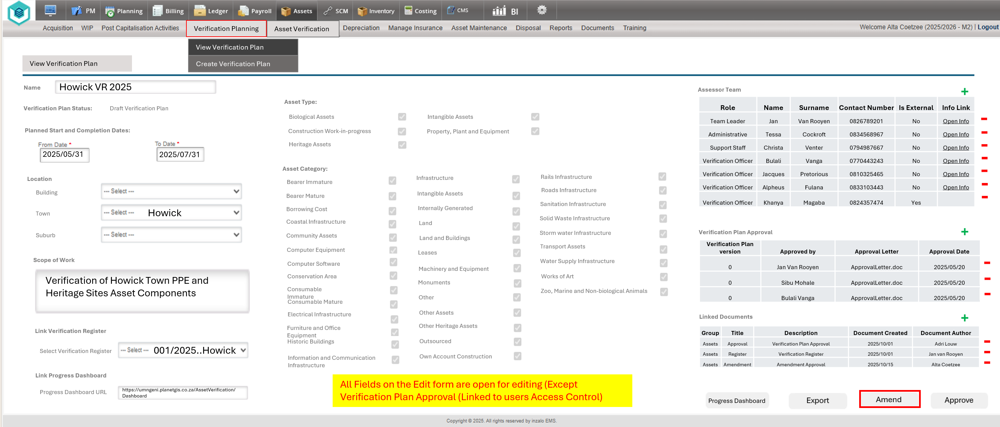 PM Planning Billing Ledger Payroll Assets SCM Inventory Costing CMS BI
Acquisition WIP Post Capitalisation Activities Verification Planning Asset Verification Depreciation Manage Insurance Asset Maintenance Disposal Reports Documents Training
Welcome Alta Coetzee (2025/2026 - M2) | Logout
View Verification Plan
Create Verification Plan
View Verification Plan
Name Howick VR 2025
Verification Plan Status: Draft Verification Plan
Planned Start and Completion Dates:
From Date * To Date *
2025/05/31 2025/07/31
Location
Building --- Select ---
Town --- Select --- Howick
Suburb --- Select ---
Scope of Work
Verification of Howick Town PPE and
Heritage Sites Asset Components
Link Verification Register
Select Verification Register --- Select --- 001/2025..Howick
Link Progress Dashboard
Progress Dashboard URL
https://umngeni.planetgis.co.za/AssetVerification/
Dashboard
Asset Type:
Biological Assets
Construction Work-in-progress
Heritage Assets
Intangible Assets
Property, Plant and Equipment
Asset Category:
Bearer Immature
Bearer Mature
Borrowing Cost
Coastal Infrastructure
Community Assets
Computer Equipment
Computer Software
Conservation Area
Consumable
Immature
Consumable Mature
Electrical Infrastructure
Furniture and Office
Equipment
Historic Buildings
Information and Communication
Infrastructure
Infrastructure
Intangible Assets
Internally Generated
Land
Land and Buildings
Leases
Machinery and Equipment
Monuments
Other
Other Assets
Other Heritage Assets
Outsourced
Own Account Construction
Rails Infrastructure
Roads Infrastructure
Sanitation Infrastructure
Solid Waste Infrastructure
Storm water Infrastructure
Transport Assets
Water Supply Infrastructure
Works of Art
Zoo, Marine and Non-biological Animals
All Fields on the Edit form are open for editing (Except
Verification Plan Approval (Linked to users Access Control)
Assessor Team
Role Name Surname Contact Number Is External Info Link
Team Leader Jan Van Rooyen 0826789201 No Open Info
Administrative Tessa Cockroft 0834568967 No Open Info
Support Staff Christa Venter 0794987667 No Open Info
Verification Officer Bulali Vanga 0770443243 No Open Info
Verification Officer Jacques Pretorious 0810325465 No Open Info
Verification Officer Alpheus Fulana 0833103443 No Open Info
Verification Officer Khanya Magaba 0824357474 Yes
Verification Plan Approval
Verification Plan
version Approved by Approval Letter Approval Date
0 Jan Van Rooyen ApprovalLetter.doc 2025/05/20
0 Sibu Mohale ApprovalLetter.doc 2025/05/20
0 Bulali Vanga ApprovalLetter.doc 2025/05/20
Linked Documents
Group Title Description Document Created Document Author
Assets Approval Verification Plan Approval 2025/10/01 Adri Louw
Assets Register Verification Register 2025/10/01 Jan van Rooyen
Assets Amendment Amendment Approval 2025/10/15 Alta Coetzee
Progress Dashboard Export Amend Approve
Copyright © 2025. All rights reserved by inzalo EMS.